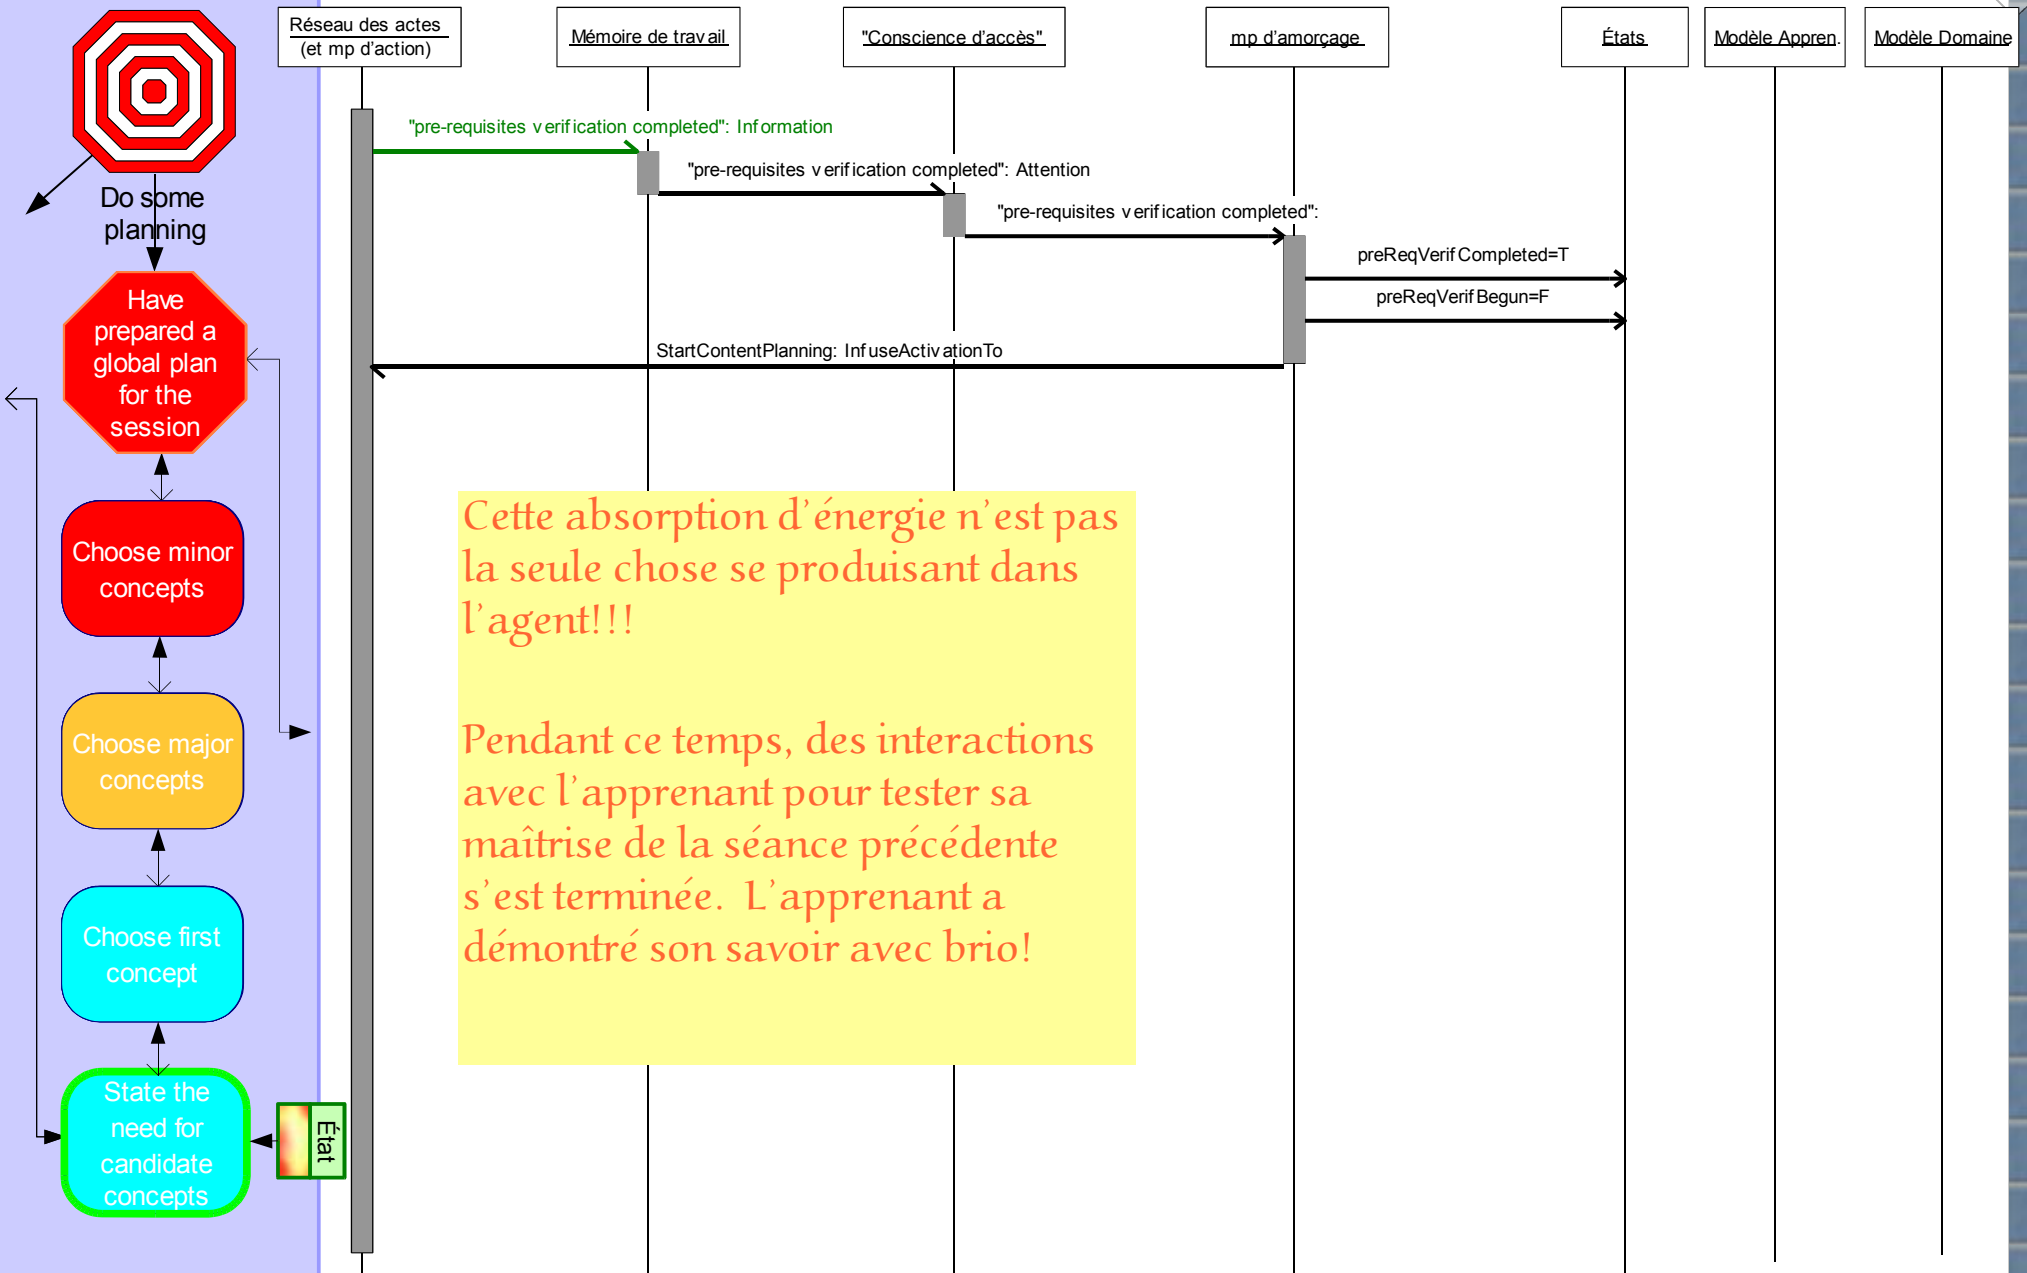 Réseau des actes
(et mp d'action)
Mémoire de travail
"Conscience d'accès"
mp d'amorçage
États
Modèle Appren.
Modèle Domaine
"pre-requisites verification completed": Information
"pre-requisites verification completed": Attention
"pre-requisites verification completed":
preReqVerifCompleted=T
preReqVerifBegun=F
StartContentPlanning: InfuseActivationTo
Do some
planning
Have
prepared a
global plan
for the
session
Choose minor
concepts
Choose major
concepts
Choose first
concept
State the
need for
candidate
concepts
État
Cette absorption d'énergie n'est pas
la seule chose se produisant dans
l'agent!!!
Pendant ce temps, des interactions
avec l'apprenant pour tester sa
maîtrise de la séance précédente
s'est terminée.  L'apprenant a
démontré son savoir avec brio!